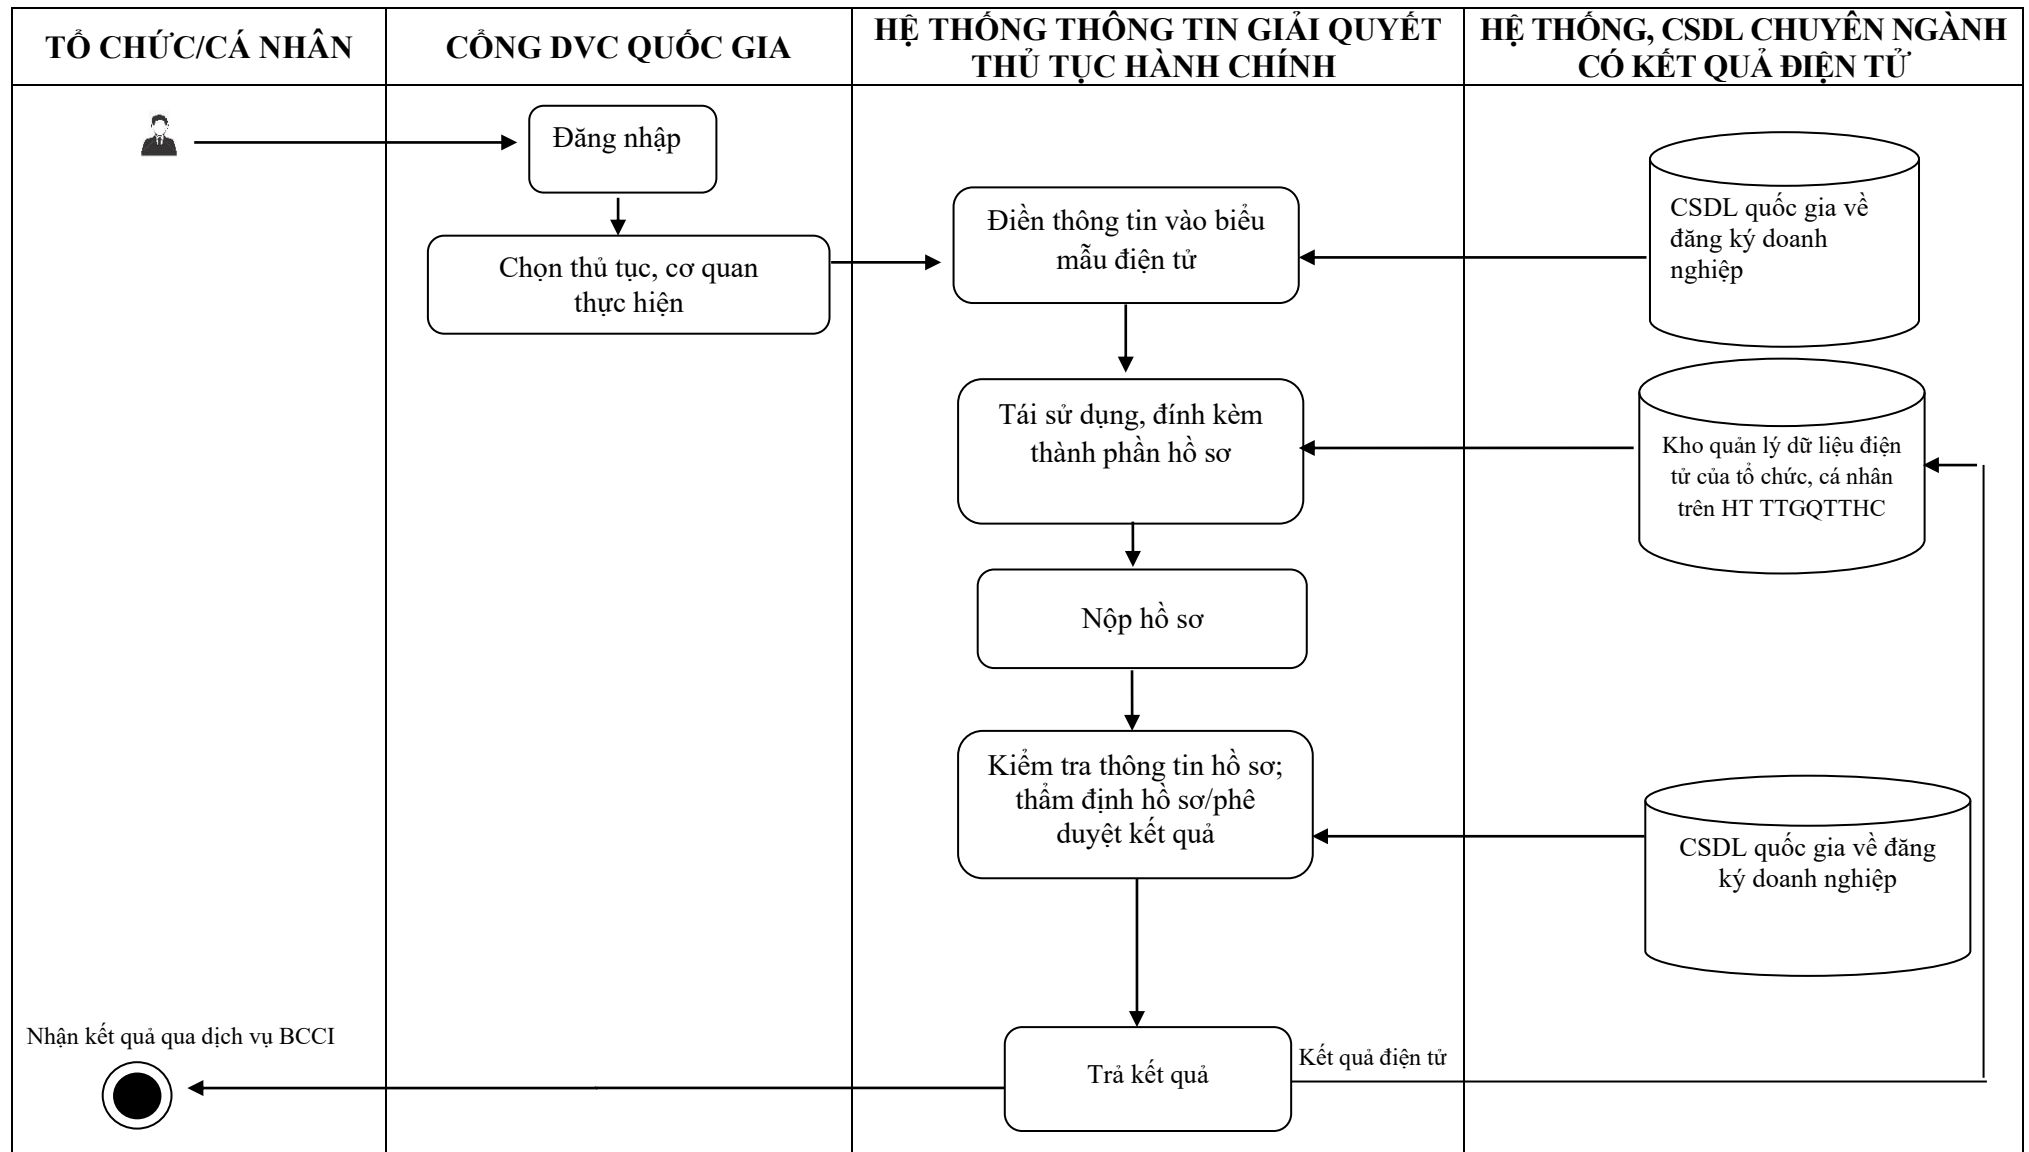 TỔ CHỨC/CÁ NHÂN
CỔNG DVC QUỐC GIA
HỆ THỐNG THÔNG TIN GIẢI QUYẾT
THỦ TỤC HÀNH CHÍNH
HỆ THỐNG, CSDL CHUYÊN NGÀNH
CÓ KẾT QUẢ ĐIỆN TỬ
Đăng nhập
Chọn thủ tục, cơ quan
thực hiện
Điền thông tin vào biểu
mẫu điện tử
CSDL quốc gia về
đăng ký doanh
nghiệp
Tái sử dụng, đính kèm
thành phần hồ sơ
Kho quản lý dữ liệu điện
tử của tổ chức, cá nhân
trên HT TTGQTTHC
Nộp hồ sơ
Kiểm tra thông tin hồ sơ;
thẩm định hồ sơ/phê
duyệt kết quả
CSDL quốc gia về đăng
ký doanh nghiệp
Nhận kết quả qua dịch vụ BCCI
Trả kết quả
Kết quả điện tử